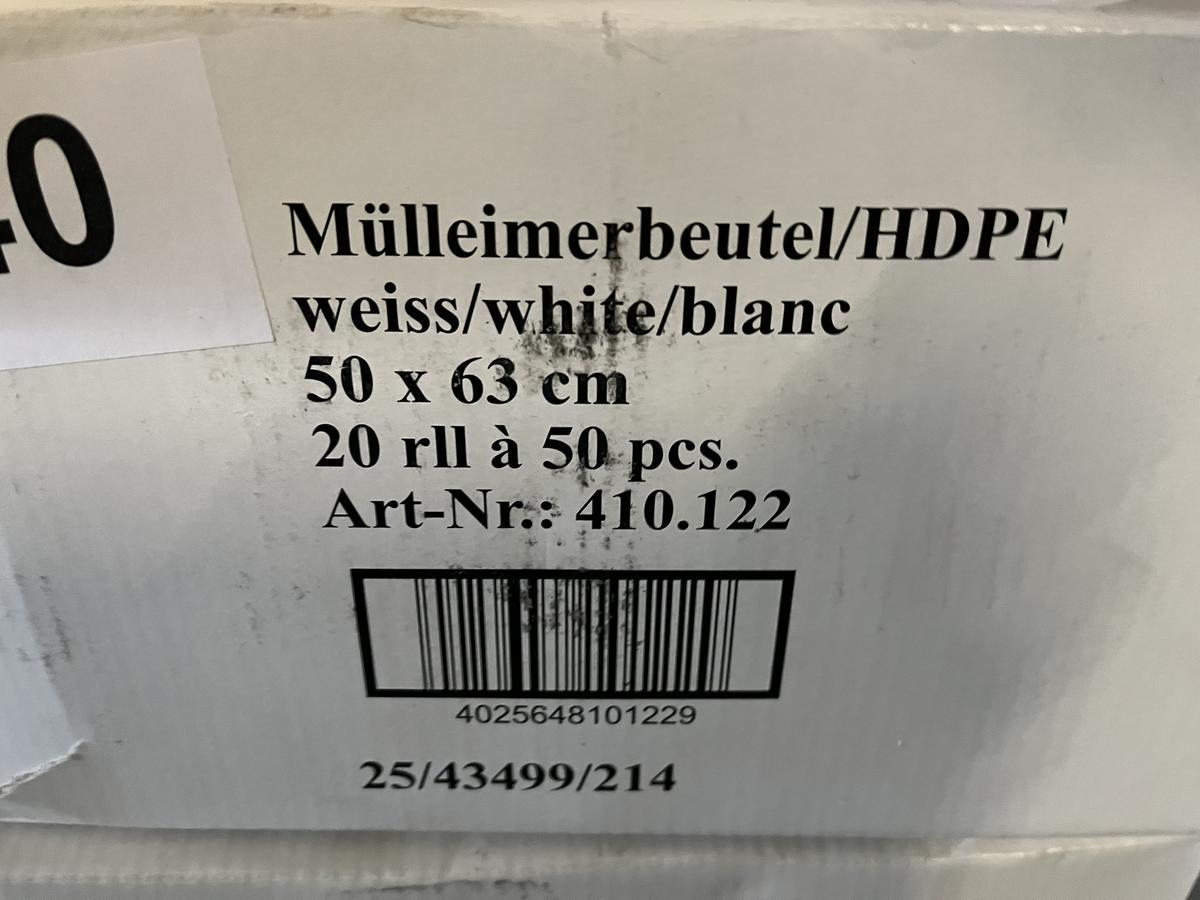 40
Mülleimerbeutel/HDPE
weiss/white/blanc
50 x 63 cm
20 rll à 50 pcs.
Art-Nr.: 410.122
4025648101229
25/43499/214